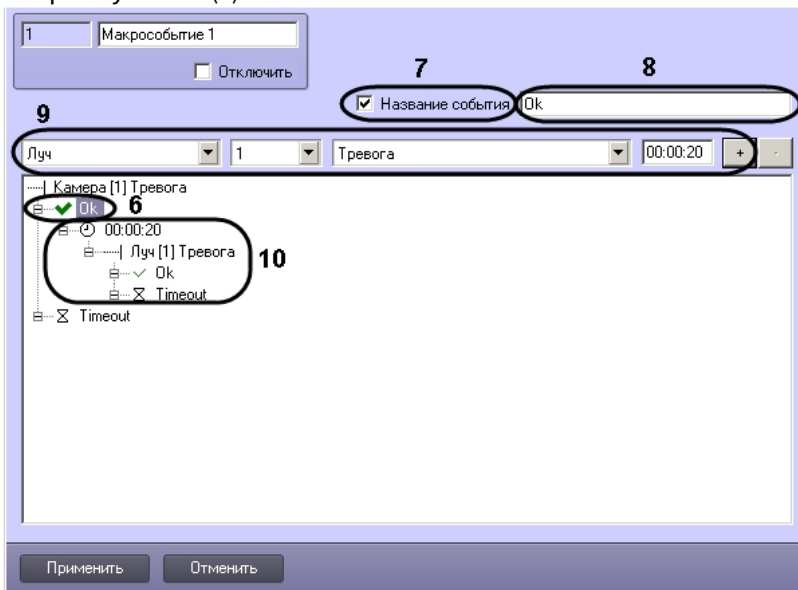 1 Макрособытие 1
Отключить
7 8
Название события Ok
9
Луч 1 Тревога 00:00:20 + -
Камера [1] Тревога
Ok 6
00:00:20
Луч [1] Тревога
10
Ok
Timeout
Timeout
Применить Отменить